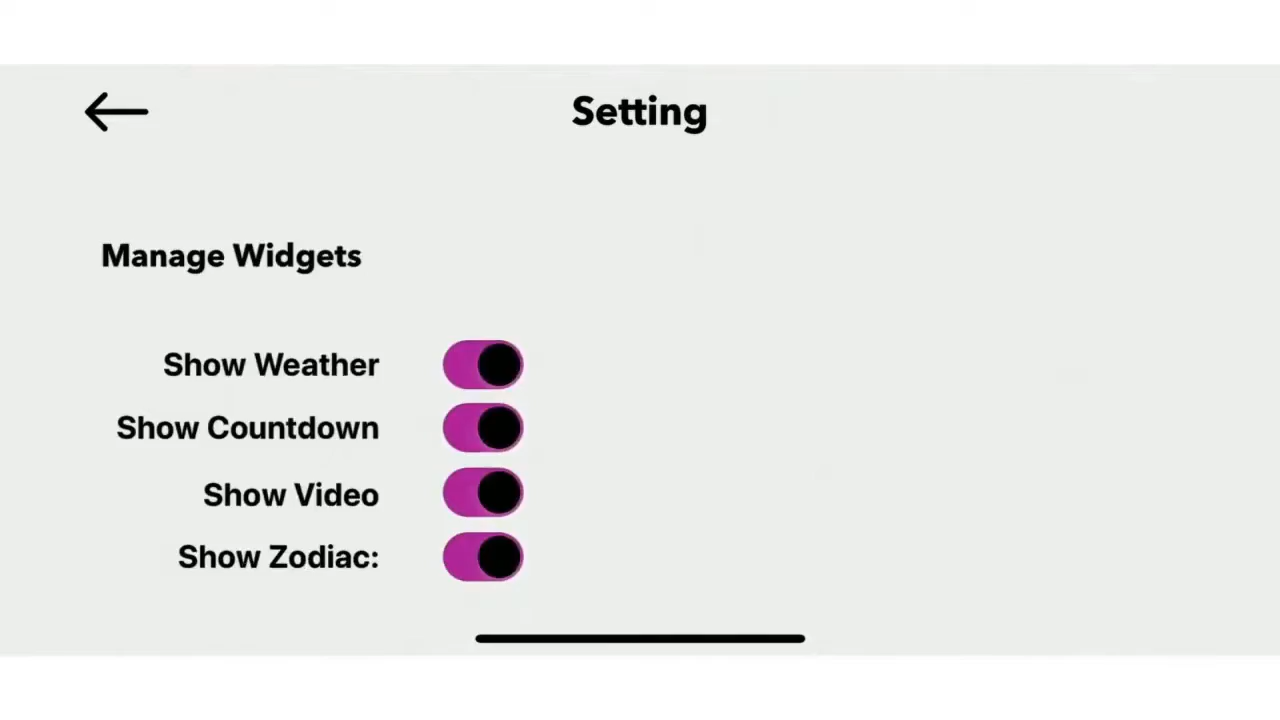 Setting
Manage Widgets
Show Weather
Show Countdown
Show Video
Show Zodiac: